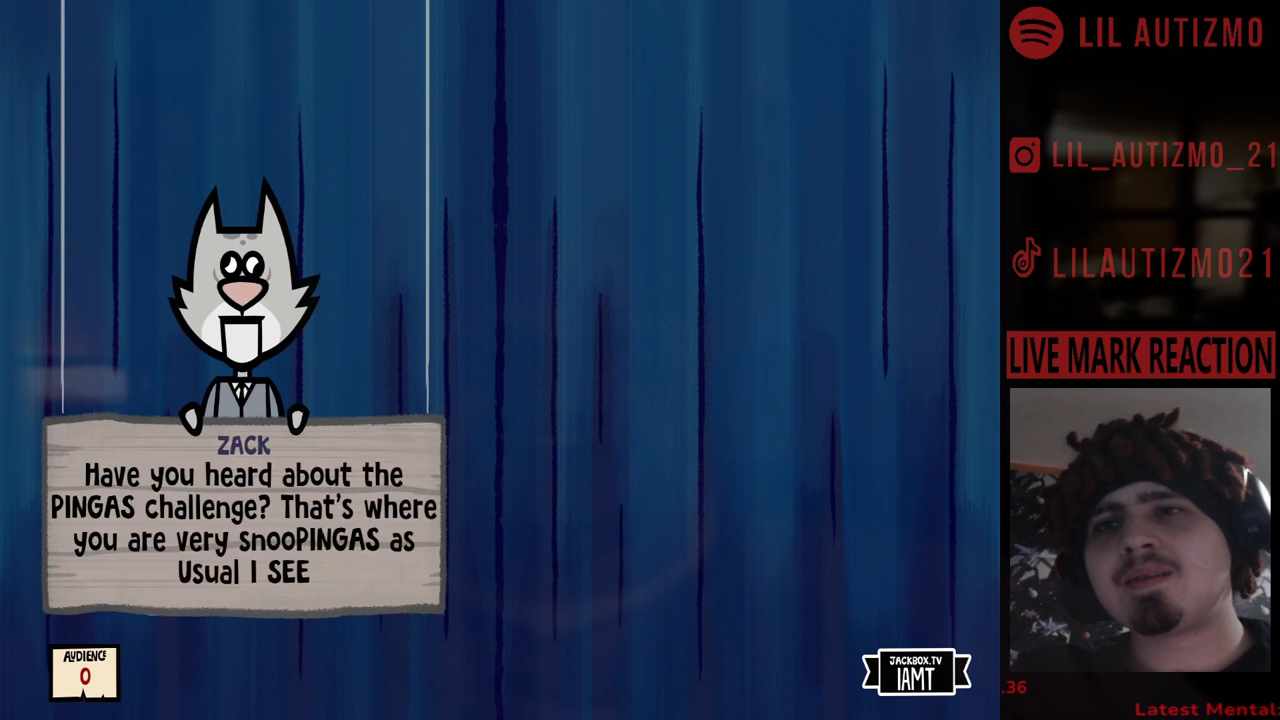 ZACK
Have you heard about the
PINGAS challenge? That's where
you are very snooPINGAS as
Usual I SEE
AUDIENCE
0
JACKBOX.TV
IAMT
LIL AUTIZMO
LIL_AUTIZMO_21
LILAUTIZMO21
LIVE MARK REACTION
.36
Latest Mental